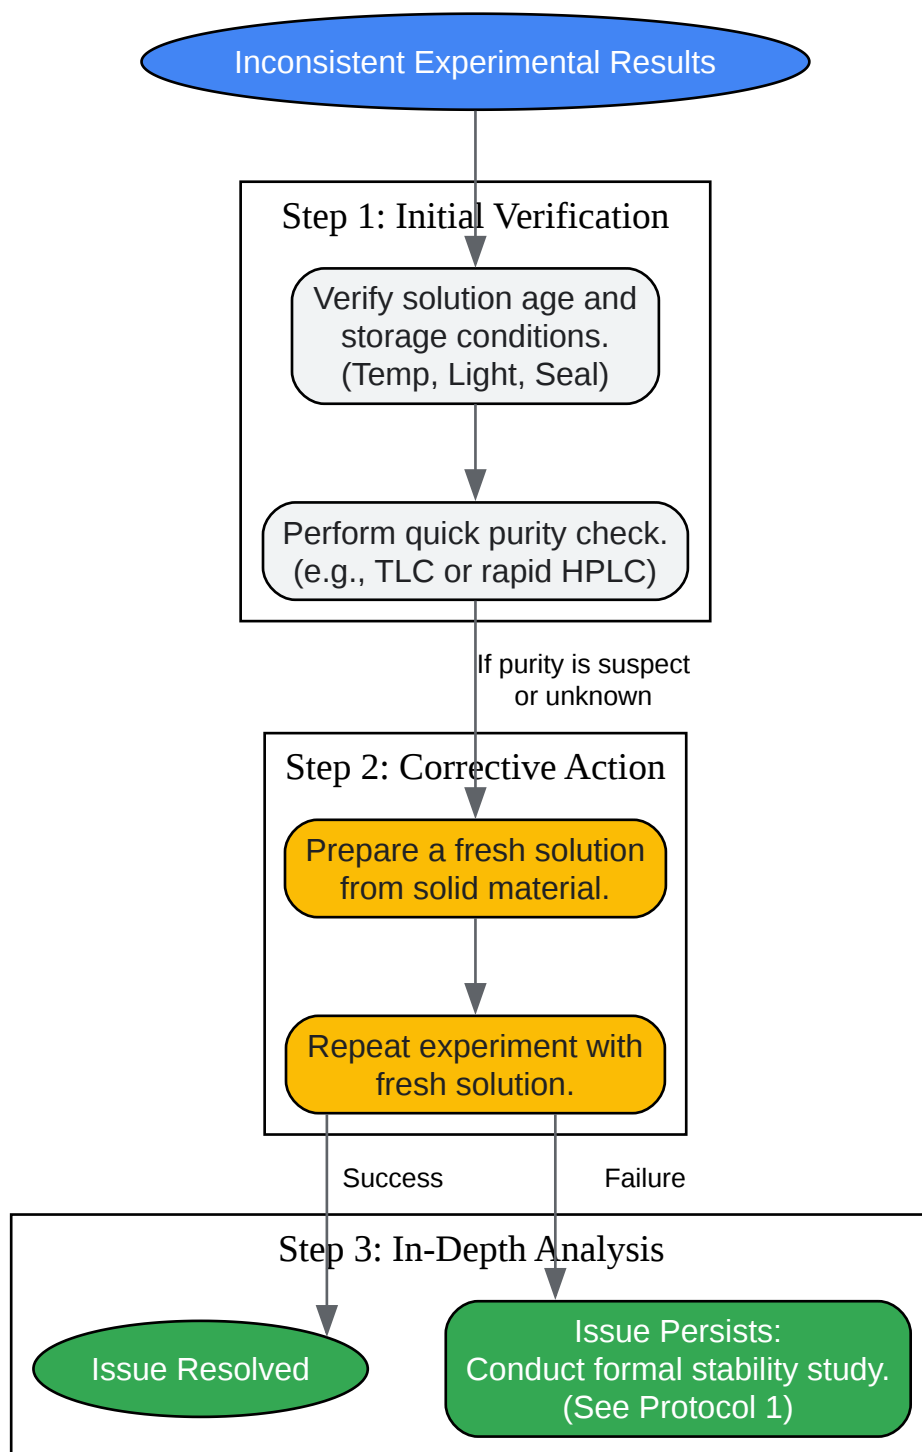 Inconsistent Experimental Results
Step 1: Initial Verification
Verify solution age and
storage conditions.
(Temp, Light, Seal)
Perform quick purity check.
(e.g., TLC or rapid HPLC)
If purity is suspect
or unknown
Step 2: Corrective Action
Prepare a fresh solution
from solid material.
Repeat experiment with
fresh solution.
Success
Failure
Step 3: In-Depth Analysis
Issue Resolved
Issue Persists:
Conduct formal stability study.
(See Protocol 1)